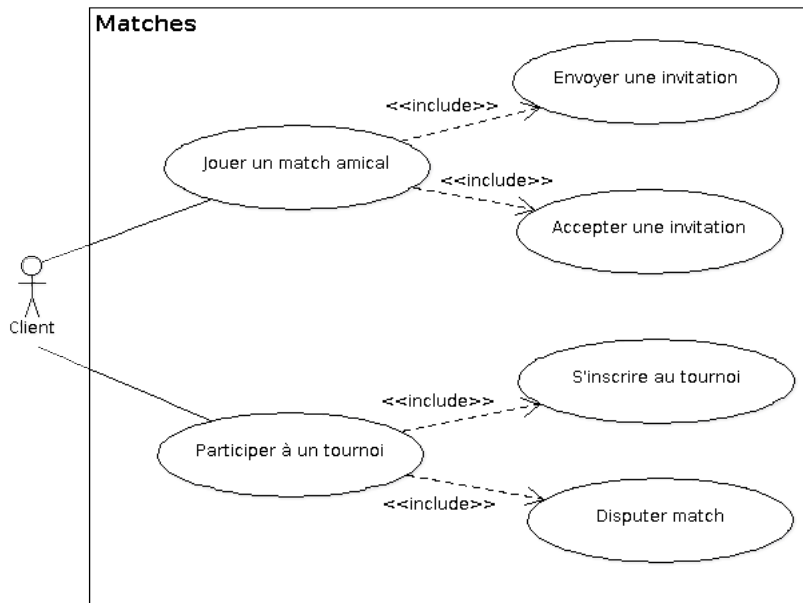 Matches
Envoyer une invitation
<<include>>
Jouer un match amical
<<include>>
Accepter une invitation
Client
S'inscrire au tournoi
<<include>>
Participer à un tournoi
<<include>>
Disputer match